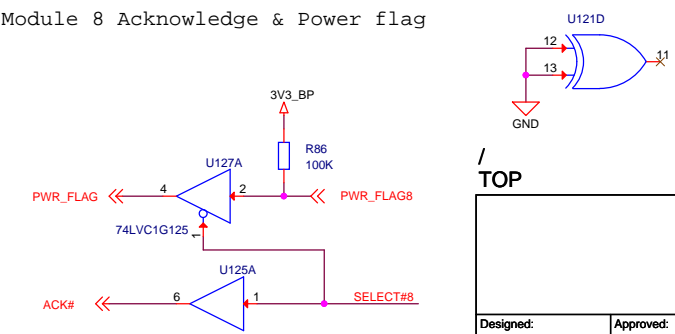 Module 8 Acknowledge & Power flag
U121D
12
13
11
GND
3V3_BP
R86
100K
U127A
PWR_FLAG
4
2
PWR_FLAG8
74LVC1G125
1
U125A
ACK#
6
1
SELECT#8
/
TOP
Designed:
Approved: